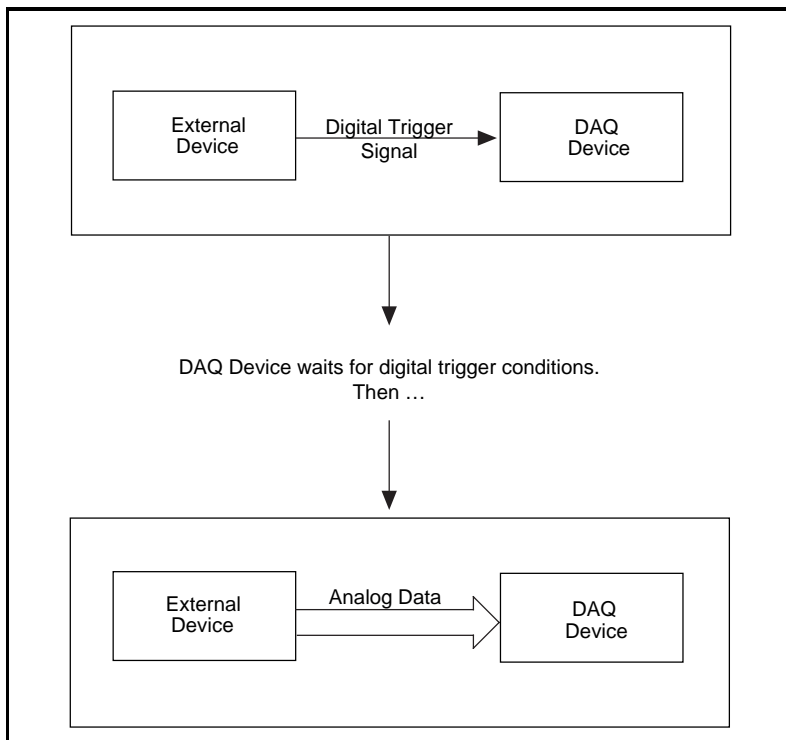 External
Device
Digital Trigger
Signal
DAQ
Device
DAQ Device waits for digital trigger conditions.
Then …
External
Device
Analog Data
DAQ
Device